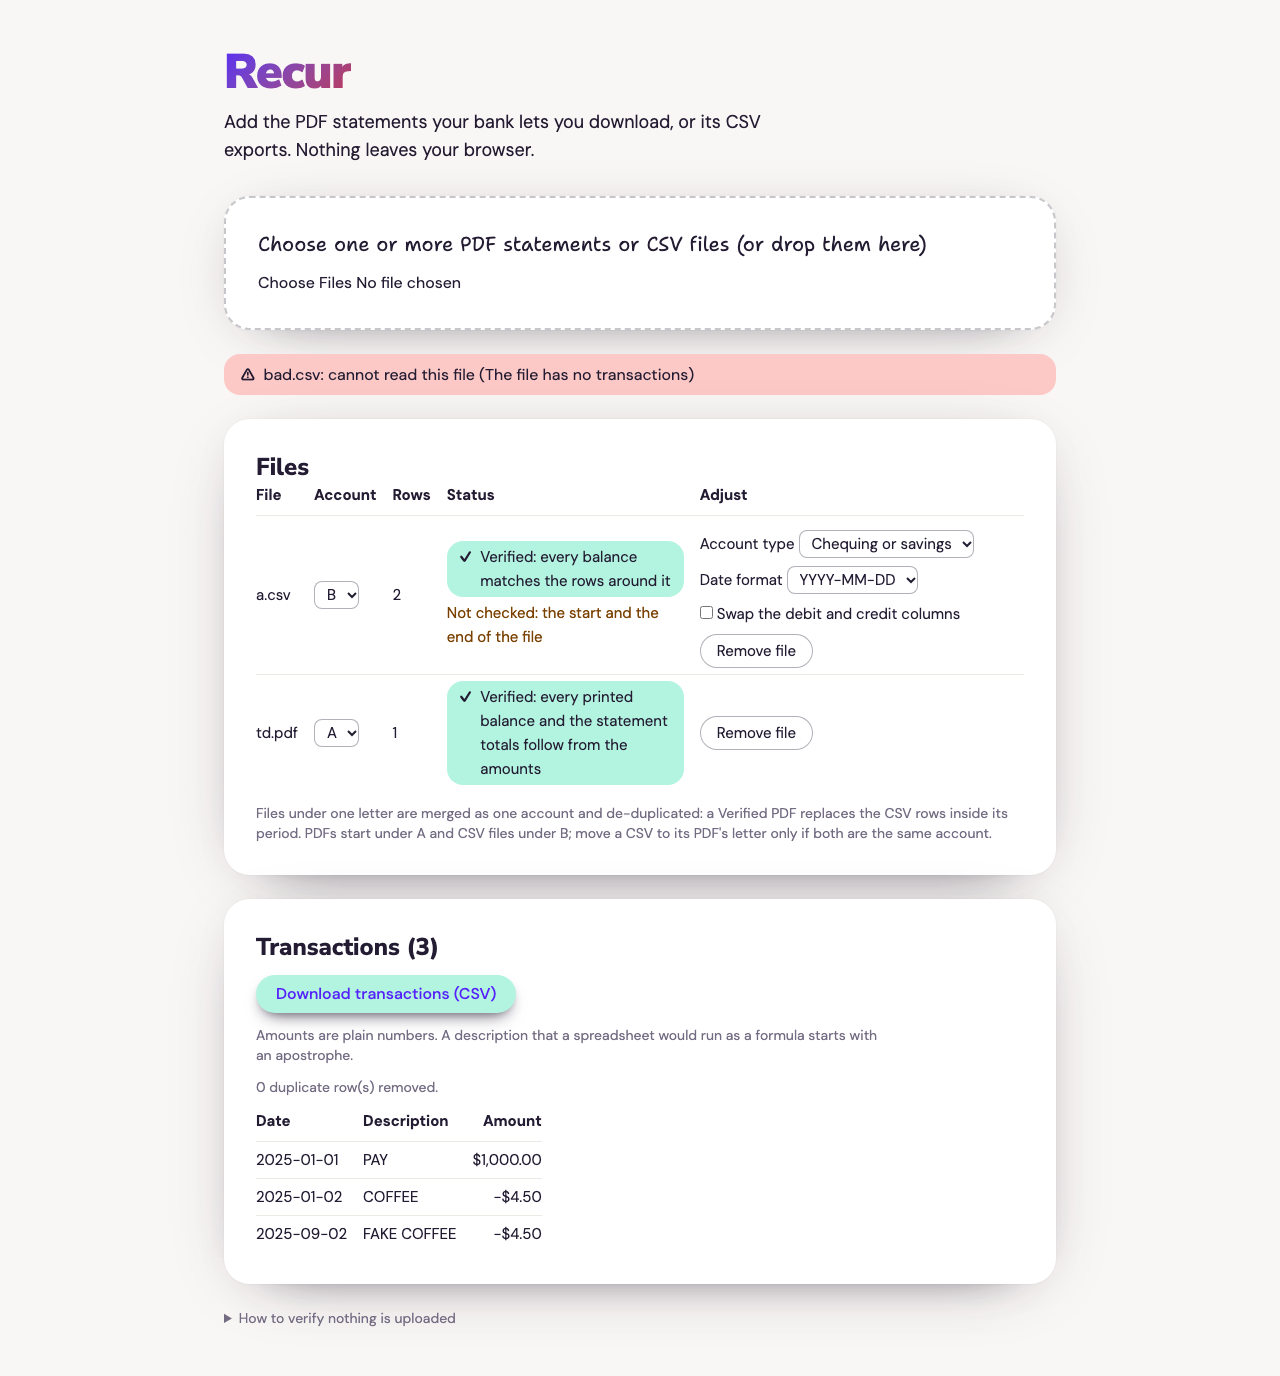 Recur
Add the PDF statements your bank lets you download, or its CSV
exports. Nothing leaves your browser.
Choose one or more PDF statements or CSV files (or drop them here)
Choose Files No file chosen
bad.csv: cannot read this file (The file has no transactions)
Files
File Account Rows Status Adjust
a.csv B 2
Verified: every balance
matches the rows around it
Not checked: the start and the
end of the file
Account type Chequing or savings
Date format YYYY-MM-DD
Swap the debit and credit columns
Remove file
td.pdf A 1
Verified: every printed
balance and the statement
totals follow from the
amounts
Remove file
Files under one letter are merged as one account and de-duplicated: a Verified PDF replaces the CSV rows inside its
period. PDFs start under A and CSV files under B; move a CSV to its PDF's letter only if both are the same account.
Transactions (3)
Download transactions (CSV)
Amounts are plain numbers. A description that a spreadsheet would run as a formula starts with
an apostrophe.
0 duplicate row(s) removed.
Date Description Amount
2025-01-01 PAY $1,000.00
2025-01-02 COFFEE -$4.50
2025-09-02 FAKE COFFEE -$4.50
How to verify nothing is uploaded